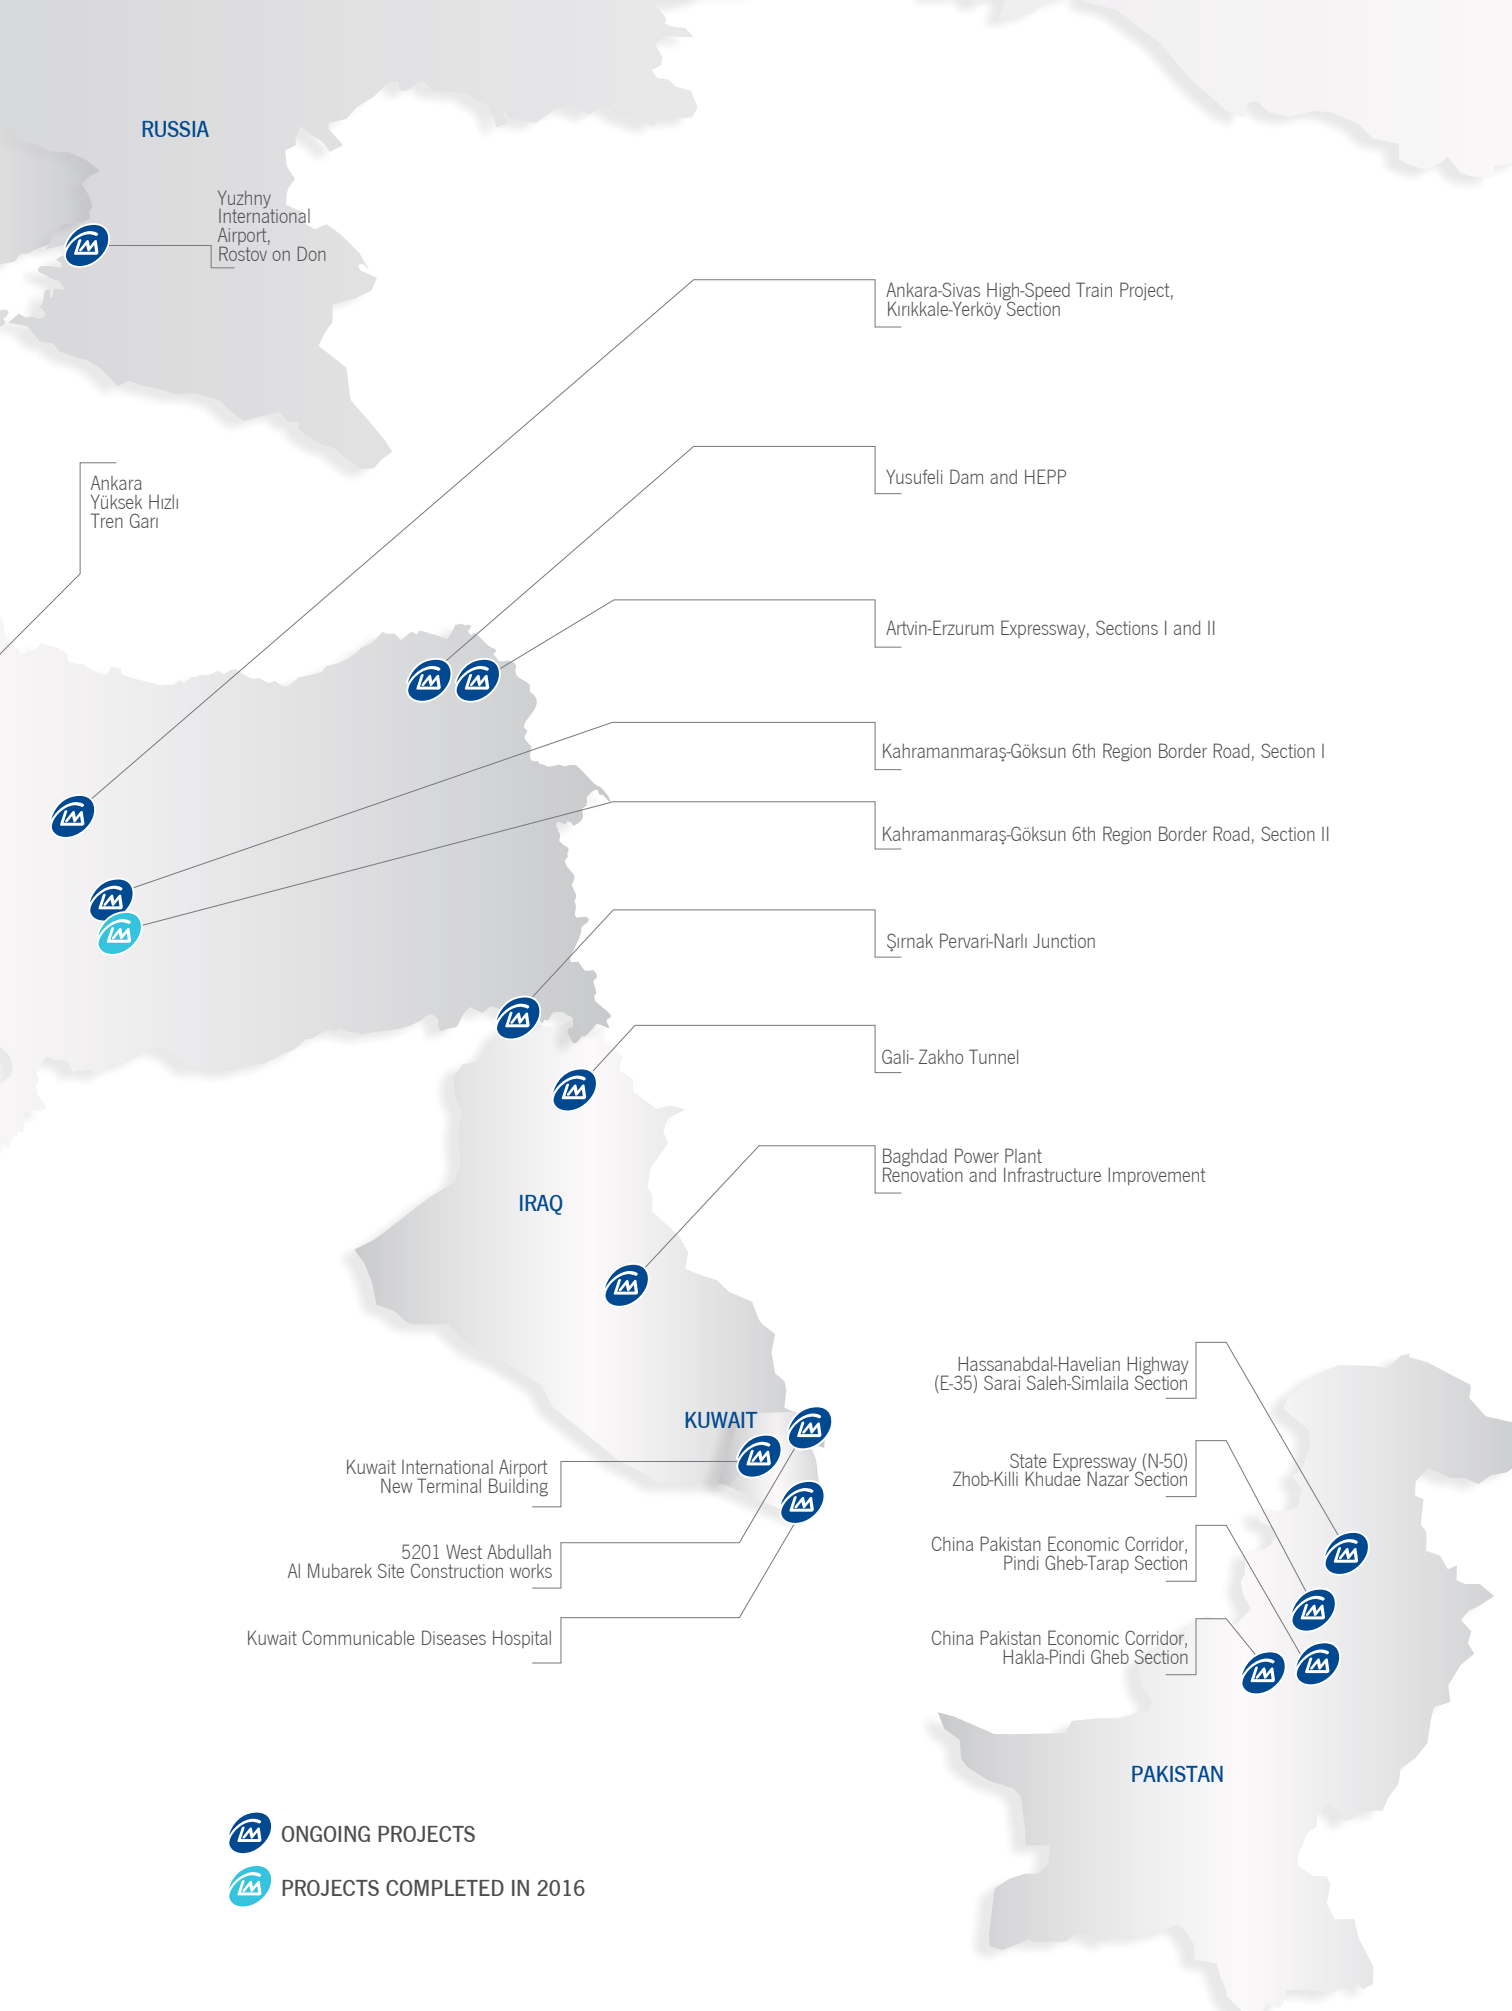 RUSSIA
Yuzhny
International
Airport,
Rostov on Don
Ankara-Sivas High-Speed Train Project,
Kırıkkale-Yerköy Section
Ankara
Yüksek Hızlı
Tren Garı
Yusufeli Dam and HEPP
Artvin-Erzurum Expressway, Sections I and II
Kahramanmaraş-Göksun 6th Region Border Road, Section I
Kahramanmaraş-Göksun 6th Region Border Road, Section II
Şırnak Pervari-Narlı Junction
Gali- Zakho Tunnel
Baghdad Power Plant
Renovation and Infrastructure Improvement
IRAQ
KUWAIT
Kuwait International Airport
New Terminal Building
5201 West Abdullah
Al Mubarek Site Construction works
Kuwait Communicable Diseases Hospital
Hassanabdal-Havelian Highway
(E-35) Sarai Saleh-Simlaila Section
State Expressway (N-50)
Zhob-Killi Khudae Nazar Section
China Pakistan Economic Corridor,
Pindi Gheb-Tarap Section
China Pakistan Economic Corridor,
Hakla-Pindi Gheb Section
PAKISTAN
ONGOING PROJECTS
PROJECTS COMPLETED IN 2016